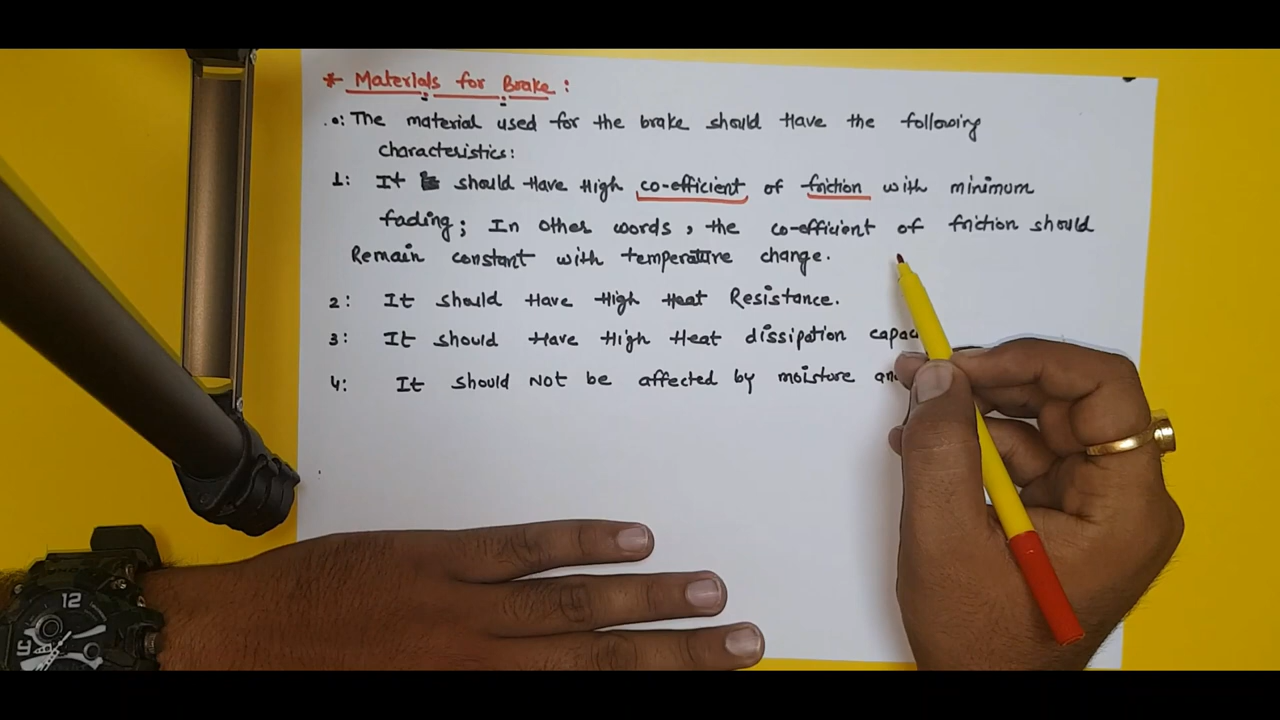 * Materials for Brake :
•: The material used for the brake should Have the following
characteristics:
1: It should Have High co-efficient of friction with minimum
fading; In other words, the co-efficient of friction should
Remain constant with temperature change.
2: It should Have High Heat Resistance.
3: It should Have High Heat dissipation capac
4: It should Not be affected by moisture an
12